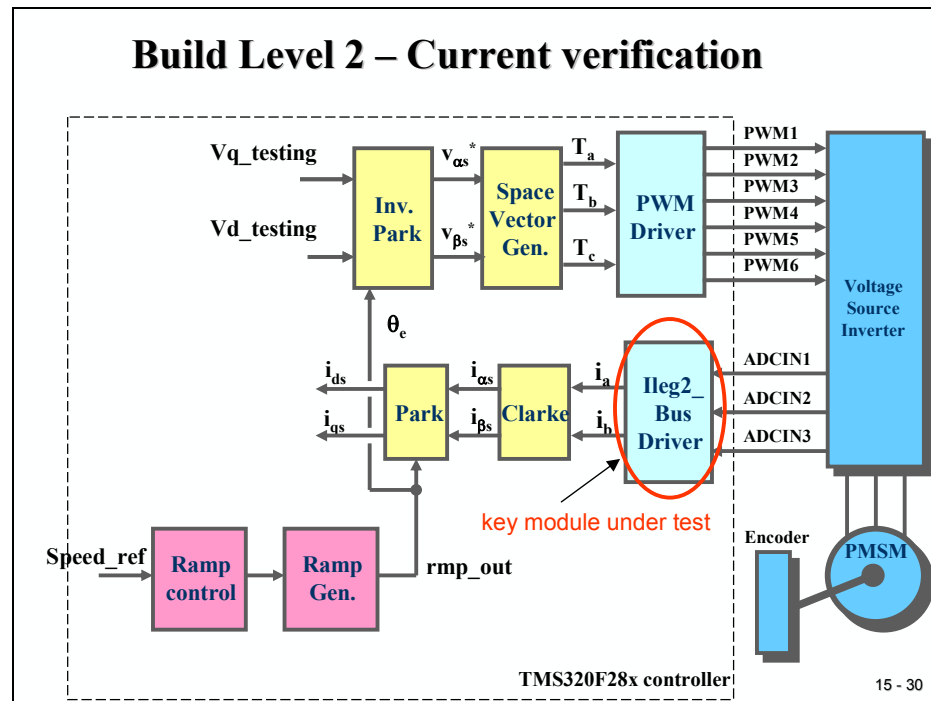 Build Level 2 – Current verification
Vq_testing
Vd_testing
Inv.
Park
vαs*
vβs*
Space
Vector
Gen.
Ta
Tb
Tc
PWM
Driver
PWM1
PWM2
PWM3
PWM4
PWM5
PWM6
Voltage
Source
Inverter
θe
ids
iqs
Park
iαs
iβs
Clarke
ia
ib
Ileg2_
Bus
Driver
ADCIN1
ADCIN2
ADCIN3
key module under test
Speed_ref
Ramp
control
Ramp
Gen.
rmp_out
Encoder
PMSM
TMS320F28x controller
15 - 30